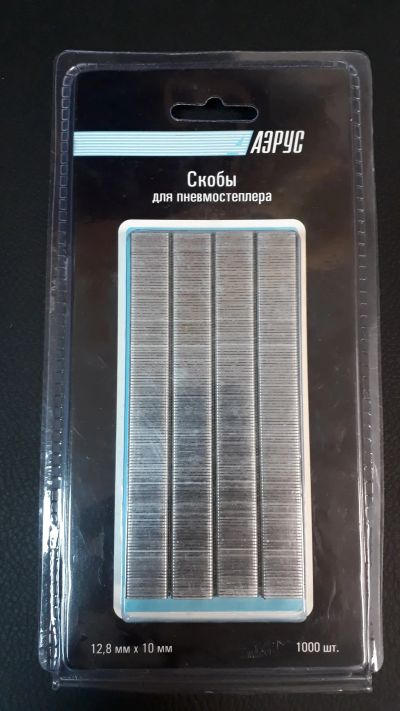 АЭРУС
Скобы
для пневмостеплера
12,8 мм x 10 мм
1000 шт.